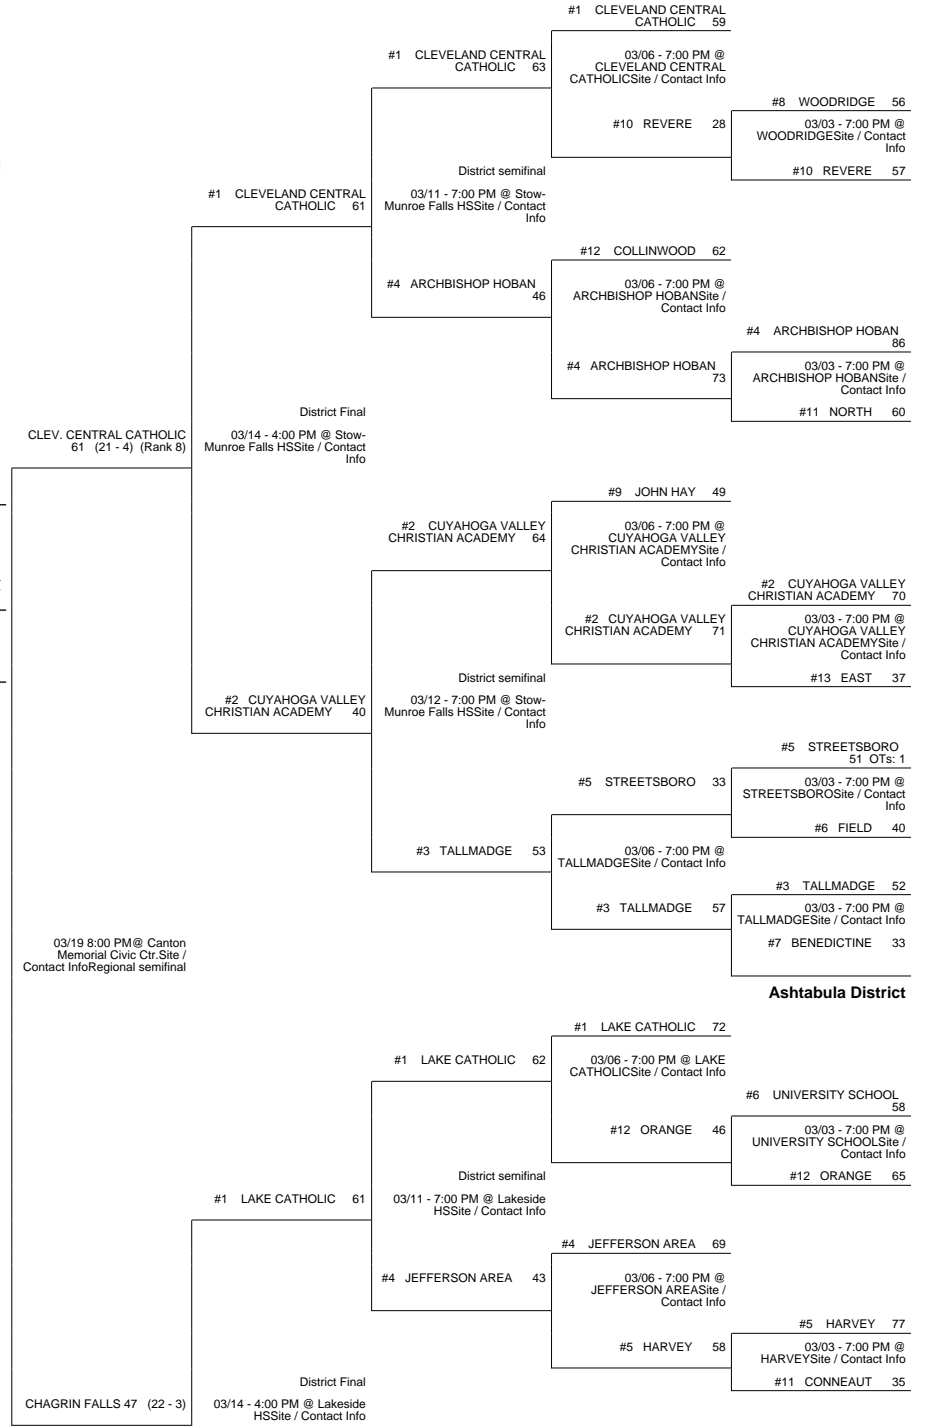 #1 CLEVELAND CENTRAL
CATHOLIC 59
#1 CLEVELAND CENTRAL
CATHOLIC 63
03/06 - 7:00 PM @
CLEVELAND CENTRAL
CATHOLICSite / Contact Info
#8 WOODRIDGE 56
#10 REVERE 28
03/03 - 7:00 PM @
WOODRIDGESite / Contact
Info
District semifinal
#10 REVERE 57
#1 CLEVELAND CENTRAL
CATHOLIC 61
03/11 - 7:00 PM @ Stow-
Munroe Falls HSSite / Contact
Info
#12 COLLINWOOD 62
#4 ARCHBISHOP HOBAN
46
03/06 - 7:00 PM @
ARCHBISHOP HOBANSite /
Contact Info
#4 ARCHBISHOP HOBAN
86
#4 ARCHBISHOP HOBAN
73
03/03 - 7:00 PM @
ARCHBISHOP HOBANSite /
Contact Info
District Final
#11 NORTH 60
CLEV. CENTRAL CATHOLIC
61 (21 - 4) (Rank 8)
03/14 - 4:00 PM @ Stow-
Munroe Falls HSSite / Contact
Info
#9 JOHN HAY 49
#2 CUYAHOGA VALLEY
CHRISTIAN ACADEMY 64
03/06 - 7:00 PM @
CUYAHOGA VALLEY
CHRISTIAN ACADEMYSite /
Contact Info
#2 CUYAHOGA VALLEY
CHRISTIAN ACADEMY 70
#2 CUYAHOGA VALLEY
CHRISTIAN ACADEMY 71
03/03 - 7:00 PM @
CUYAHOGA VALLEY
CHRISTIAN ACADEMYSite /
Contact Info
District semifinal
#13 EAST 37
#2 CUYAHOGA VALLEY
CHRISTIAN ACADEMY 40
03/12 - 7:00 PM @ Stow-
Munroe Falls HSSite / Contact
Info
#5 STREETSBORO
51 OTs: 1
#5 STREETSBORO 33
03/03 - 7:00 PM @
STREETSBOROSite / Contact
Info
#6 FIELD 40
#3 TALLMADGE 53
03/06 - 7:00 PM @
TALLMADGESite / Contact Info
#3 TALLMADGE 52
#3 TALLMADGE 57
03/03 - 7:00 PM @
TALLMADGESite / Contact Info
#7 BENEDICTINE 33
03/19 8:00 PM@ Canton
Memorial Civic Ctr.Site /
Contact InfoRegional semifinal
Ashtabula District
#1 LAKE CATHOLIC 72
#1 LAKE CATHOLIC 62
03/06 - 7:00 PM @ LAKE
CATHOLICSite / Contact Info
#6 UNIVERSITY SCHOOL
58
#12 ORANGE 46
03/03 - 7:00 PM @
UNIVERSITY SCHOOLSite /
Contact Info
District semifinal
#12 ORANGE 65
#1 LAKE CATHOLIC 61
03/11 - 7:00 PM @ Lakeside
HSSite / Contact Info
#4 JEFFERSON AREA 69
#4 JEFFERSON AREA 43
03/06 - 7:00 PM @
JEFFERSON AREASite /
Contact Info
#5 HARVEY 77
#5 HARVEY 58
03/03 - 7:00 PM @
HARVEYSite / Contact Info
District Final
#11 CONNEAUT 35
CHAGRIN FALLS 47 (22 - 3)
03/14 - 4:00 PM @ Lakeside
HSSite / Contact Info